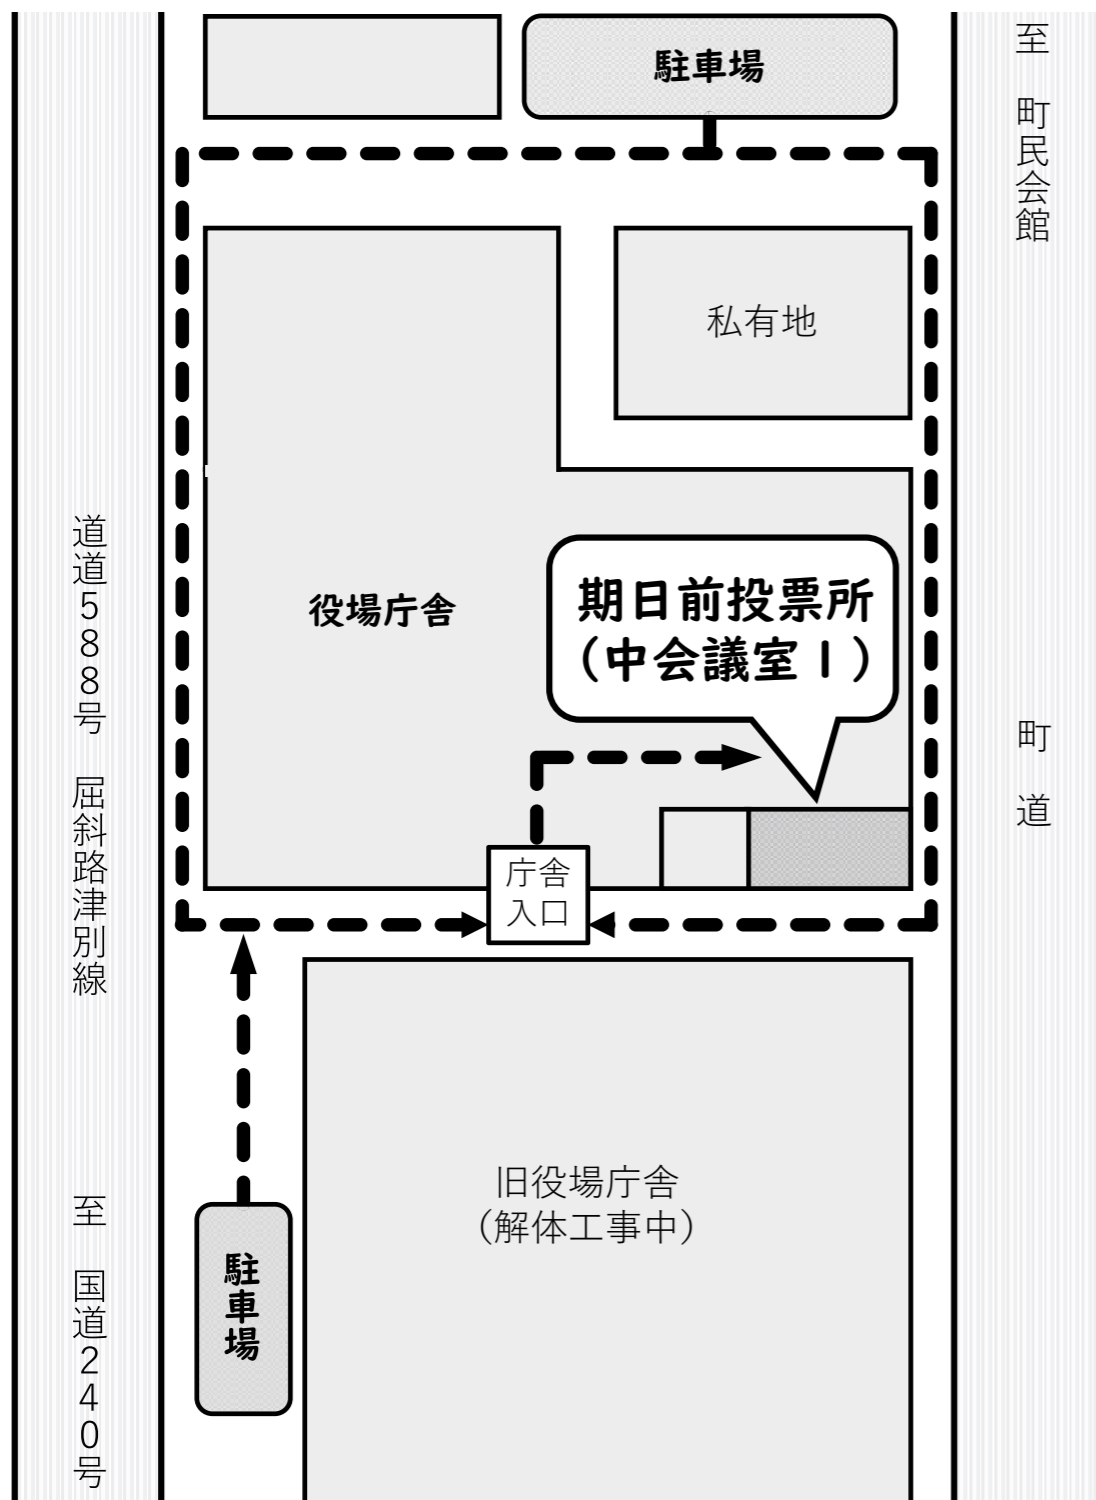 駐車場
至　町民会館
私有地
道道588号　屈斜路津別線
役場庁舎
期日前投票所
（中会議室１）
町　道
庁舎
入口
旧役場庁舎
（解体工事中）
至　国道240号
駐車場